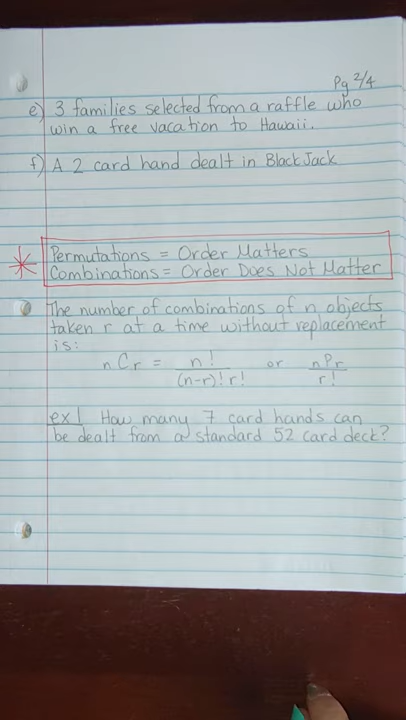 Pg 2/4
e) 3 families selected from a raffle who
win a free vacation to Hawaii.
f) A 2 card hand dealt in Black Jack
* Permutations = Order Matters
Combinations = Order Does Not Matter
The number of combinations of n objects
taken r at a time without replacement
is:
nCr = n! / (n-r)! r! or nPr / r!
ex 1 How many 7 card hands can
be dealt from a standard 52 card deck?